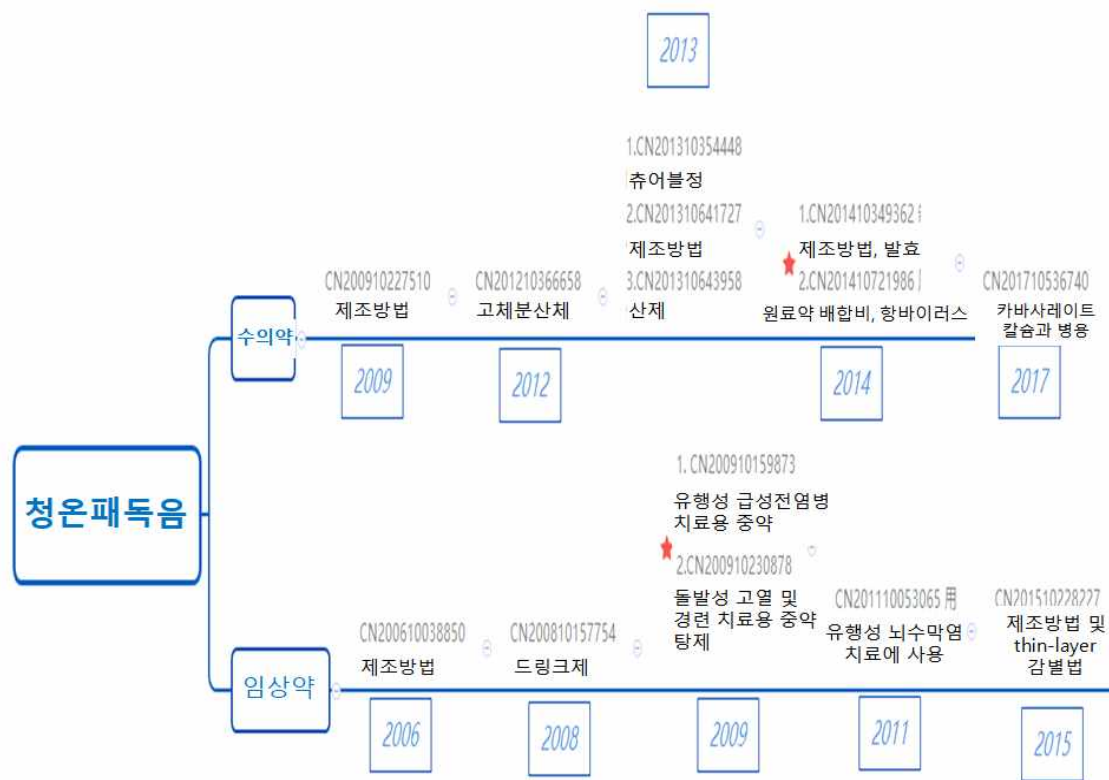 2013
1.CN201310354448
츄어블정
2.CN201310641727
제조방법
3.CN201310643958
산제
1.CN201410349362
제조방법, 발효
2.CN201410721986
원료약 배합비, 항바이러스
CN200910227510
제조방법
CN201210366658
고체분산체
CN201710536740
카바사레이트
칼슘과 병용
수의약
2009
2012
2014
2017
청온패독음
1. CN200910159873
유행성 급성전염병
치료용 중약
2.CN200910230878
돌발성 고열 및
경련 치료용 중약
탕제
CN200610038850
제조방법
CN200810157754
드링크제
CN201110053065 用
유행성 뇌수막염
치료에 사용
CN201510228227
제조방법 및
thin-layer
감별법
임상약
2006
2008
2009
2011
2015